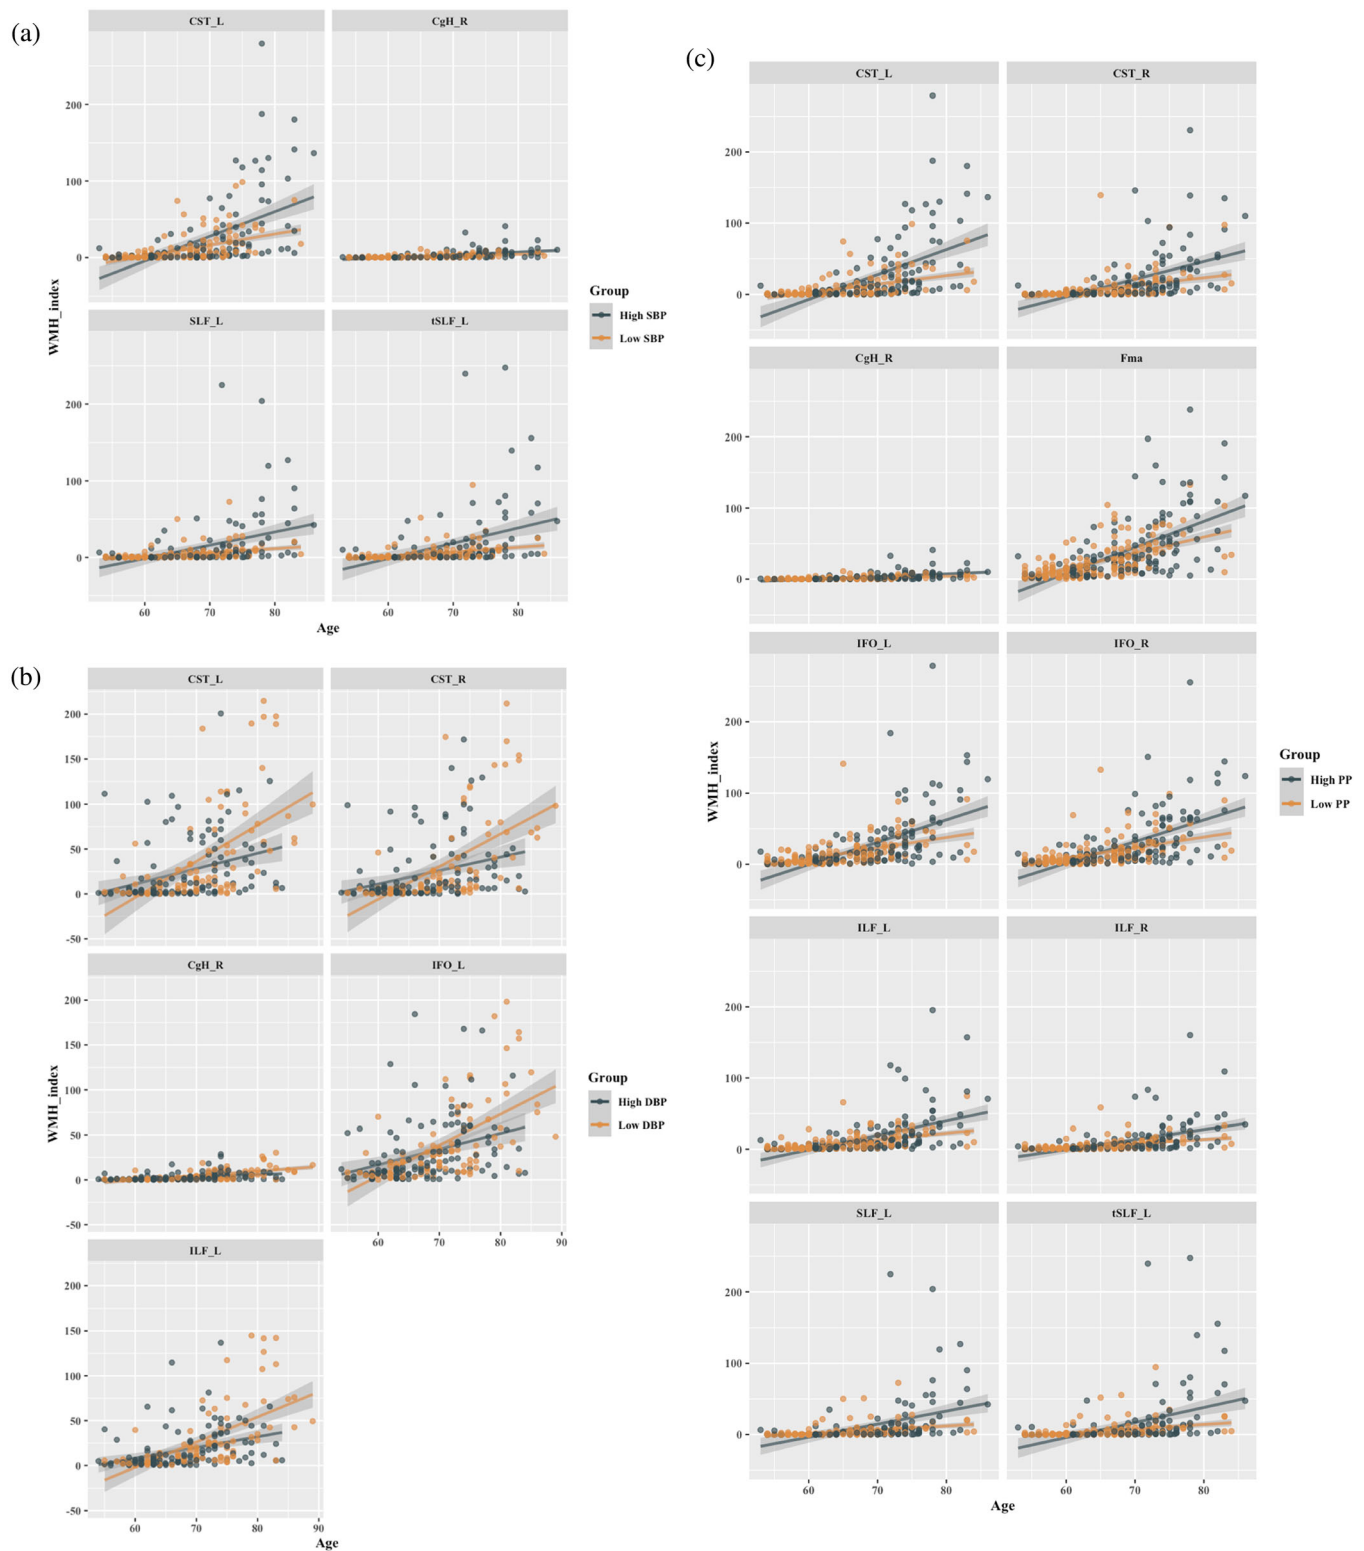 (a)
CST_L
CgH_R
200
100
0
SLF_L
tSLF_L
200
100
0
60
70
80
60
70
80
WMH_index
Age
Group
High SBP
Low SBP
(b)
CST_L
CST_R
200
150
100
50
0
-50
CgH_R
IFO_L
200
150
100
50
0
-50
60
70
80
90
ILF_L
200
150
100
50
0
-50
60
70
80
90
WMH_index
Age
Group
High DBP
Low DBP
(c)
CST_L
CST_R
200
100
0
CgH_R
Fma
200
100
0
IFO_L
IFO_R
200
100
0
ILF_L
ILF_R
200
100
0
SLF_L
tSLF_L
200
100
0
60
70
80
60
70
80
WMH_index
Age
Group
High PP
Low PP